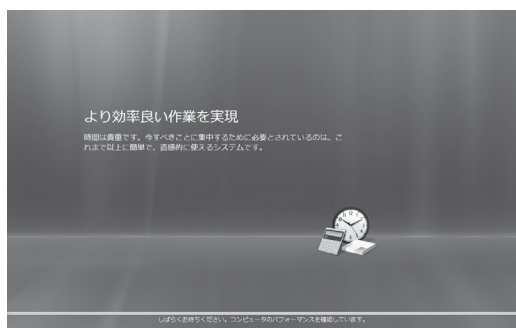 より効率良い作業を実現
時間は貴重です。今すべきことに集中するために必要とされているのは、こ
れまで以上に簡単で、直感的に使えるシステムです。
しばらくお待ちください。コンピュータのパフォーマンスを確認しています。